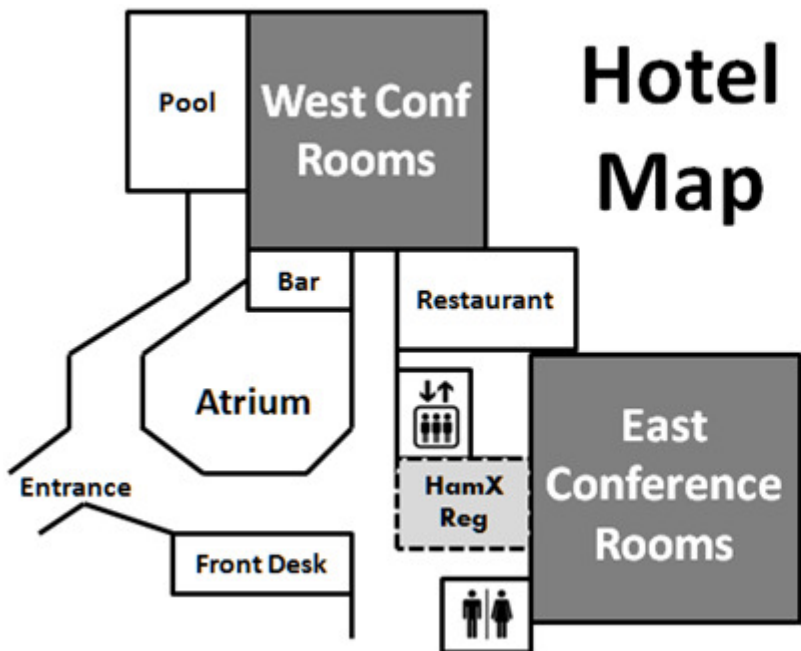 Hotel
Map
Pool
West Conf
Rooms
Bar
Restaurant
Atrium
East
Conference
Rooms
Entrance
HamX
Reg
Front Desk